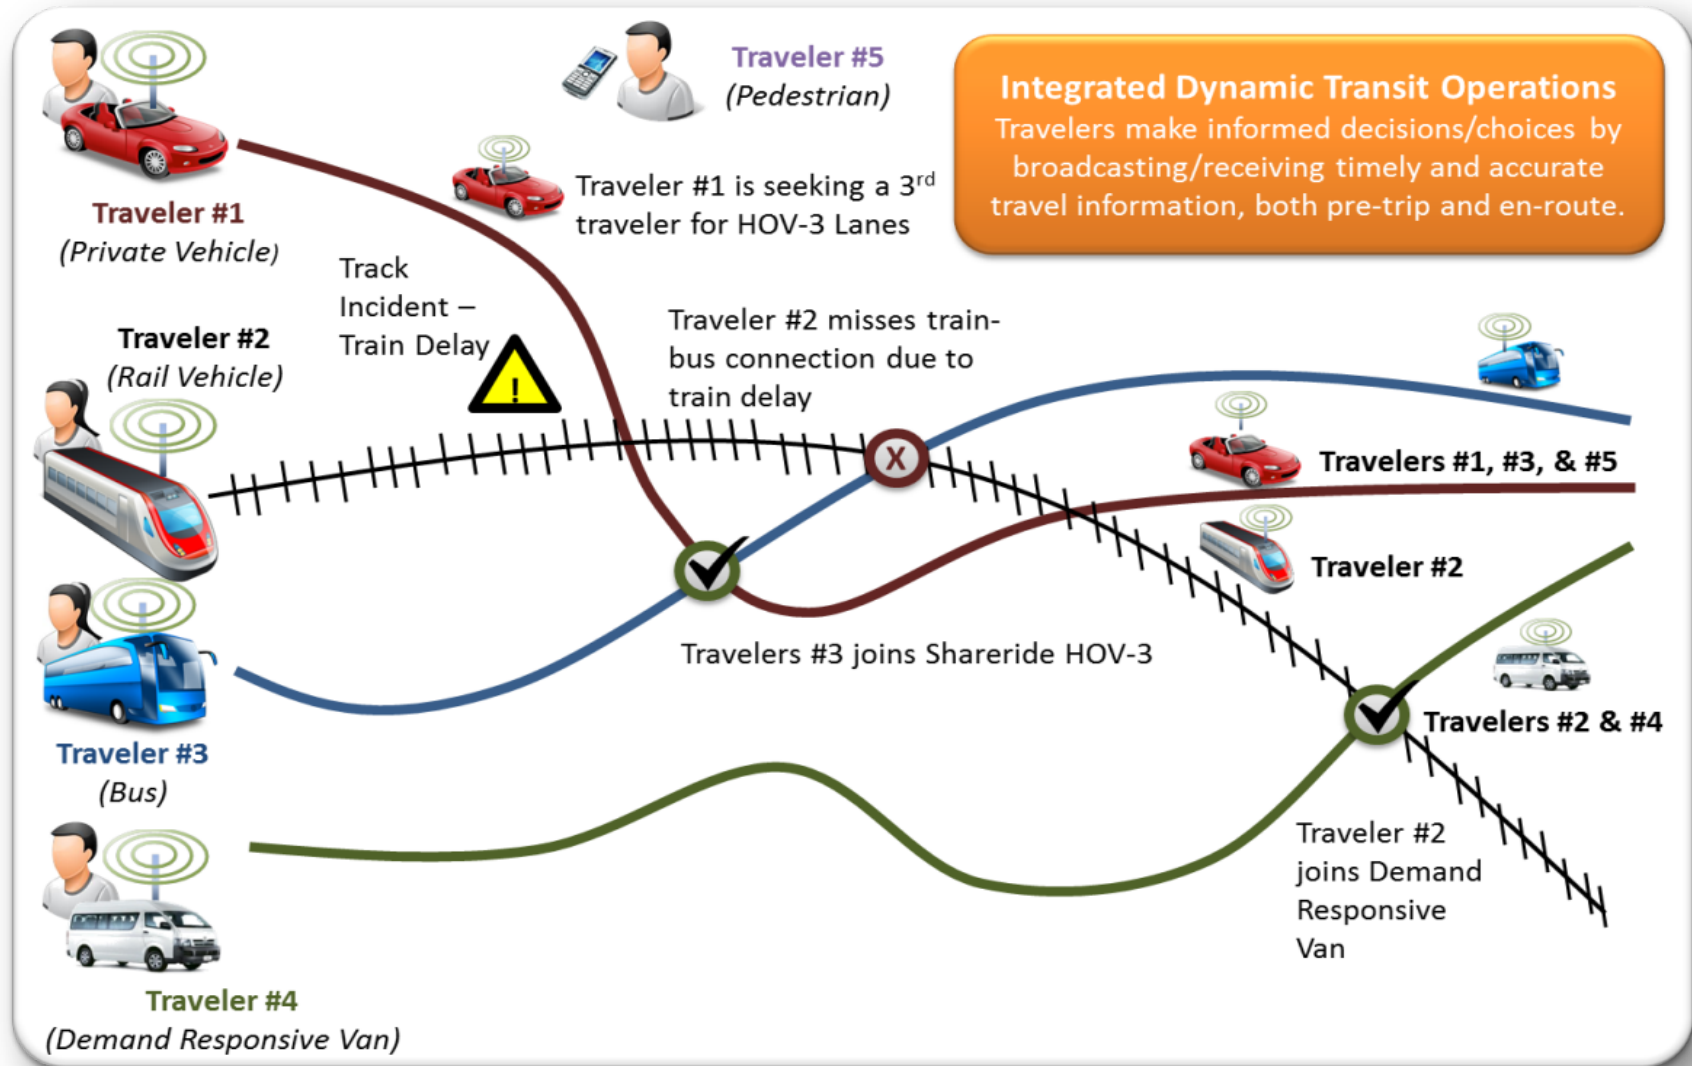 Traveler #5
(Pedestrian)
Integrated Dynamic Transit Operations
Travelers make informed decisions/choices by
broadcasting/receiving timely and accurate
travel information, both pre-trip and en-route.
Traveler #1
(Private Vehicle)
Traveler #1 is seeking a 3rd
traveler for HOV-3 Lanes
Track
Incident –
Train Delay
!
Traveler #2
(Rail Vehicle)
Traveler #2 misses train-
bus connection due to
train delay
X
Travelers #1, #3, & #5
Traveler #2
Travelers #3 joins Shareride HOV-3
Traveler #3
(Bus)
Travelers #2 & #4
Traveler #2
joins Demand
Responsive
Van
Traveler #4
(Demand Responsive Van)